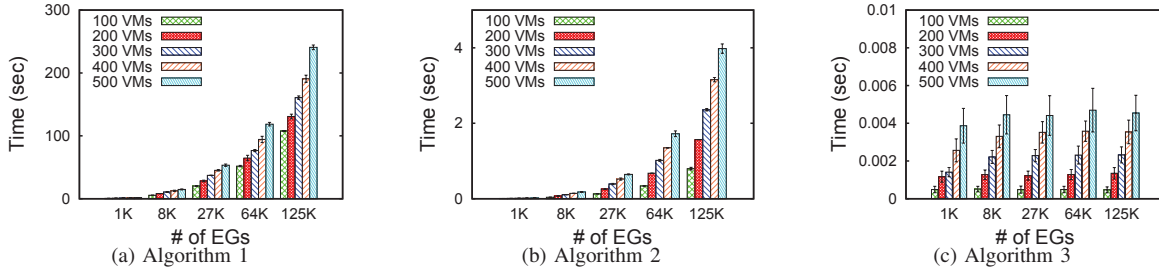 300
200
100
0
Time (sec)
100 VMs
200 VMs
300 VMs
400 VMs
500 VMs
1K 8K 27K 64K 125K
# of EGs
(a) Algorithm 1
4
2
0
Time (sec)
100 VMs
200 VMs
300 VMs
400 VMs
500 VMs
1K 8K 27K 64K 125K
# of EGs
(b) Algorithm 2
0.01
0.008
0.006
0.004
0.002
0
Time (sec)
100 VMs
200 VMs
300 VMs
400 VMs
500 VMs
1K 8K 27K 64K 125K
# of EGs
(c) Algorithm 3